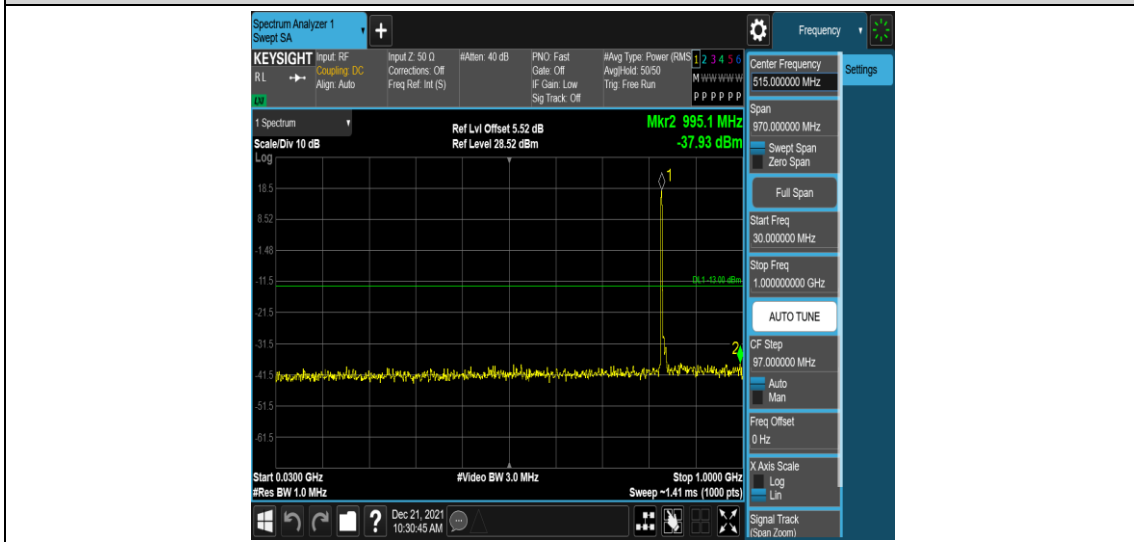 Spectrum Analyzer 1
Swept SA
+
Frequency
KEYSIGHT
RL
LXI
Input: RF
Coupling: DC
Align: Auto
Input Z: 50 Ω
Corrections: Off
Freq Ref: Int (S)
#Atten: 40 dB
PNO: Fast
Gate: Off
IF Gain: Low
Sig Track: Off
#Avg Type: Power (RMS
Avg|Hold: 50/50
Trig: Free Run
1 2 3 4 5 6
M W W W W W
P P P P P P
Center Frequency
515.000000 MHz
Settings
1 Spectrum
Scale/Div 10 dB
Ref Lvl Offset 5.52 dB
Ref Level 28.52 dBm
Mkr2 995.1 MHz
-37.93 dBm
Log
18.5
8.52
-1.48
-11.5
-21.5
-31.5
-41.5
-51.5
-61.5
1
DL1 -13.00 dBm
2
Start 0.0300 GHz
#Res BW 1.0 MHz
#Video BW 3.0 MHz
Stop 1.0000 GHz
Sweep ~1.41 ms (1000 pts)
Span
970.000000 MHz
Swept Span
Zero Span
Full Span
Start Freq
30.000000 MHz
Stop Freq
1.000000000 GHz
AUTO TUNE
CF Step
97.000000 MHz
Auto
Man
Freq Offset
0 Hz
X Axis Scale
Log
Lin
Signal Track
(Span Zoom)
?
Dec 21, 2021
10:30:45 AM